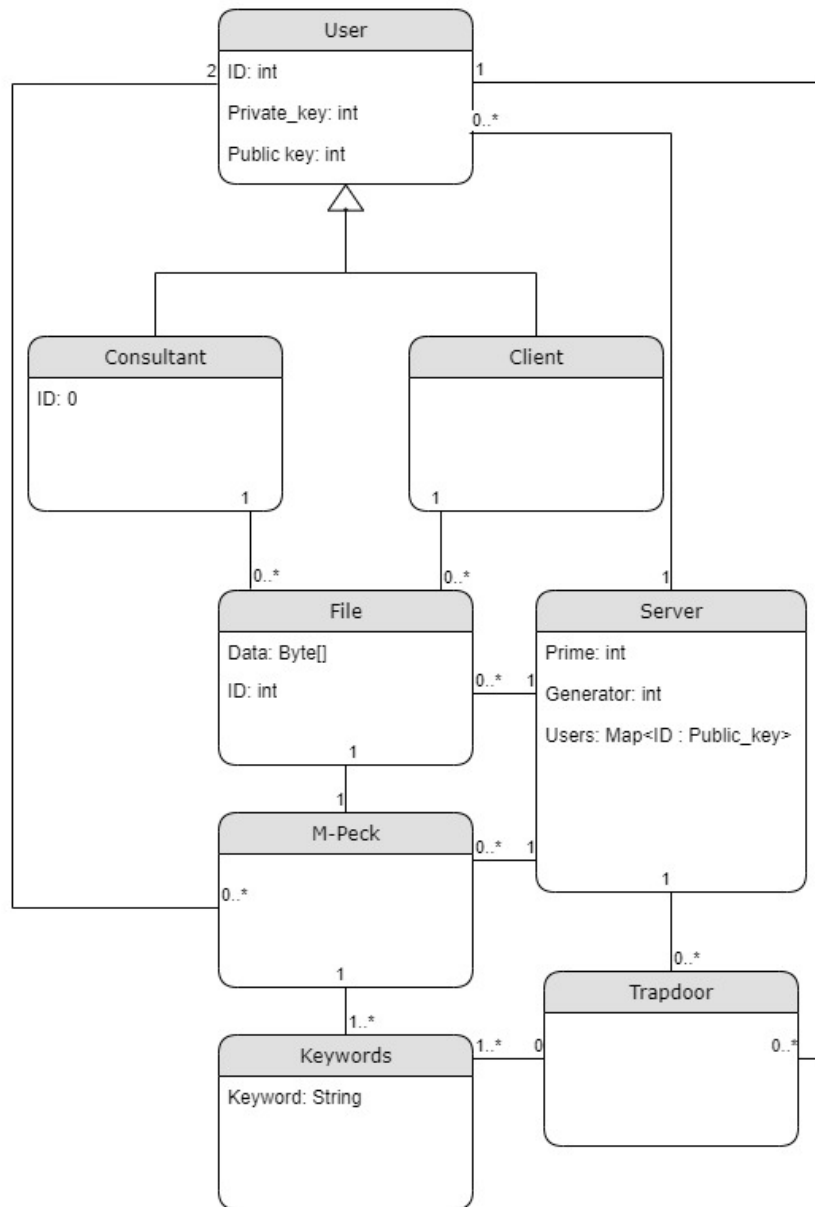 User
2
ID: int
1
Private_key: int
0..*
Public key: int
Consultant
Client
ID: 0
1
1
0..*
0..*
1
File
Server
Data: Byte[]
Prime: int
ID: int
0..*
1
Generator: int
Users: Map<ID : Public_key>
1
1
M-Peck
0..*
1
0..*
1
1
0..*
Trapdoor
1..*
Keywords
1..*
0
0..*
Keyword: String